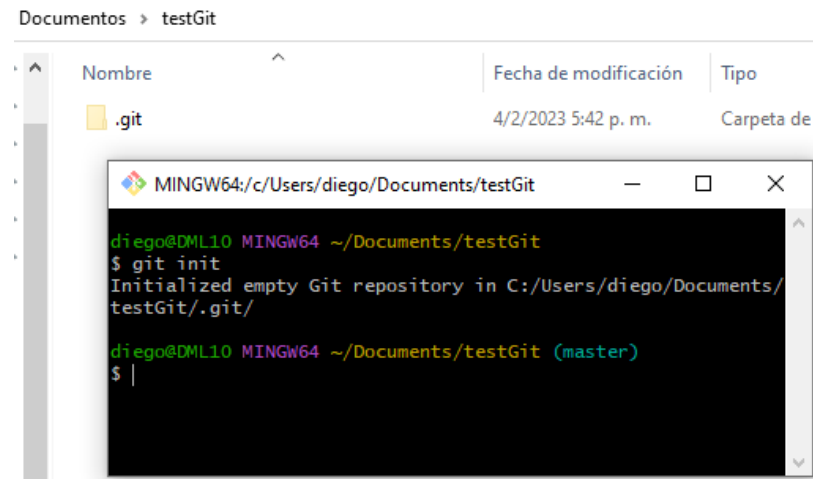 Documentos > testGit
Nombre Fecha de modificación Tipo
.git 4/2/2023 5:42 p. m. Carpeta de
MINGW64:/c/Users/diego/Documents/testGit
diego@DML10 MINGW64 ~/Documents/testGit
$ git init
Initialized empty Git repository in C:/Users/diego/Documents/
testGit/.git/
diego@DML10 MINGW64 ~/Documents/testGit (master)
$